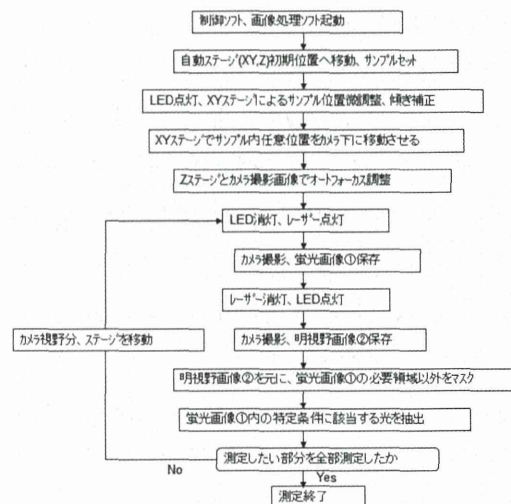 制御ソフト、画像処理ソフト起動
自動ステージ(XY,Z)初期位置へ移動、サンプルセット
LED点灯、XYステージによるサンプル位置微調整、傾き補正
XYステージでサンプル内任意位置をカメラ下に移動させる
Zステージとカメラ撮影画像でオートフォーカス調整
LED消灯、レーザー点灯
カメラ撮影、蛍光画像①保存
レーザー消灯、LED点灯
カメラ視野分、ステージを移動
カメラ撮影、明視野画像②保存
明視野画像②を元に、蛍光画像①の必要領域以外をマスク
蛍光画像①内の特定条件に該当する光を抽出
測定したい部分を全部測定したか
No
Yes
測定終了